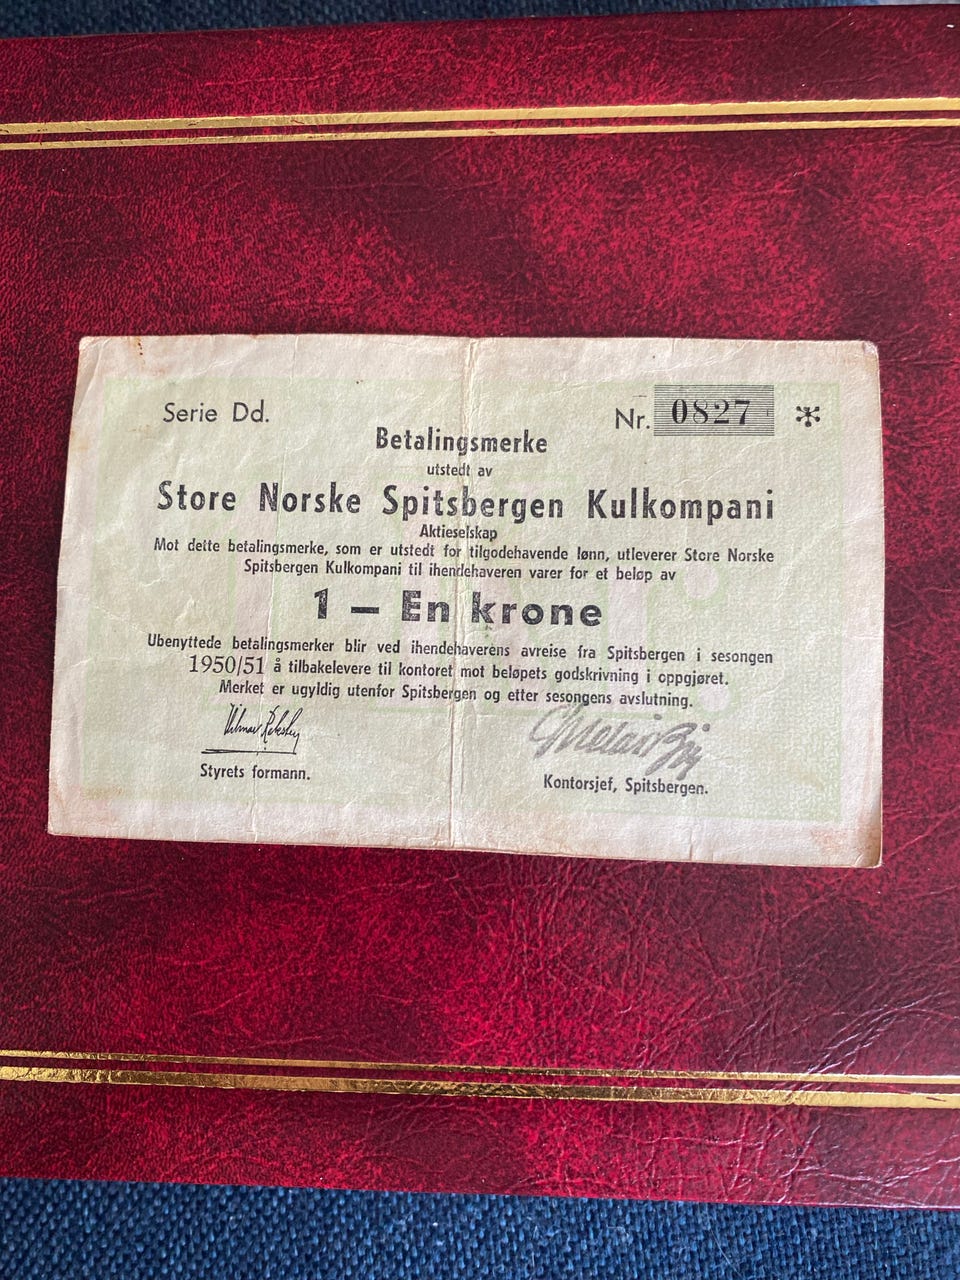 Serie Dd.
Nr. 0827 *
Betalingsmerke
utstedt av
Store Norske Spitsbergen Kulkompani
Aktieselskap
Mot dette betalingsmerke, som er utstedt for tilgodehavende lønn, utleverer Store Norske
Spitsbergen Kulkompani til ihendehaveren varer for et beløp av
1 — En krone
Ubenyttede betalingsmerker blir ved ihendehaverens avreise fra Spitsbergen i sesongen
1950/51 å tilbakelevere til kontoret mot beløpets godskrivning i oppgjøret.
Merket er ugyldig utenfor Spitsbergen og etter sesongens avslutning.
Styrets formann.
Kontorsjef, Spitsbergen.